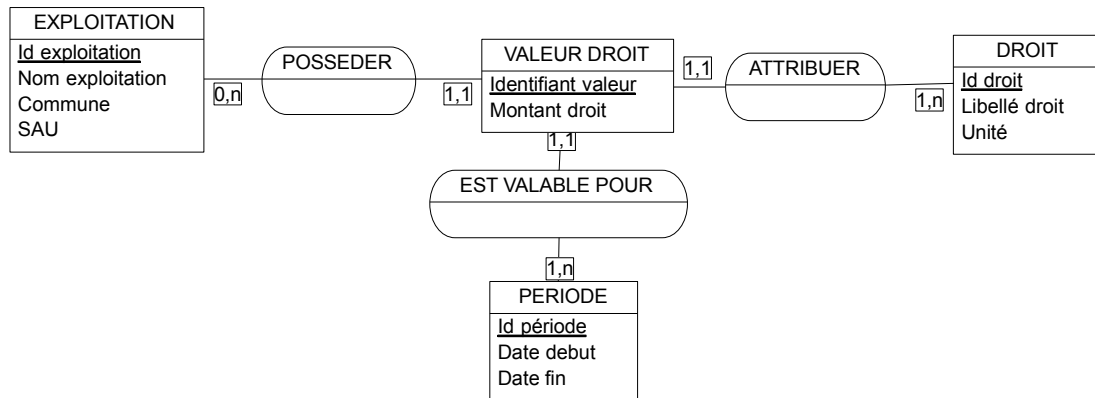 EXPLOITATION
Id exploitation
Nom exploitation
Commune
SAU
POSSEDER
0,n
1,1
VALEUR DROIT
Identifiant valeur
Montant droit
1,1
ATTRIBUER
1,n
DROIT
Id droit
Libellé droit
Unité
1,1
EST VALABLE POUR
1,n
PERIODE
Id période
Date debut
Date fin